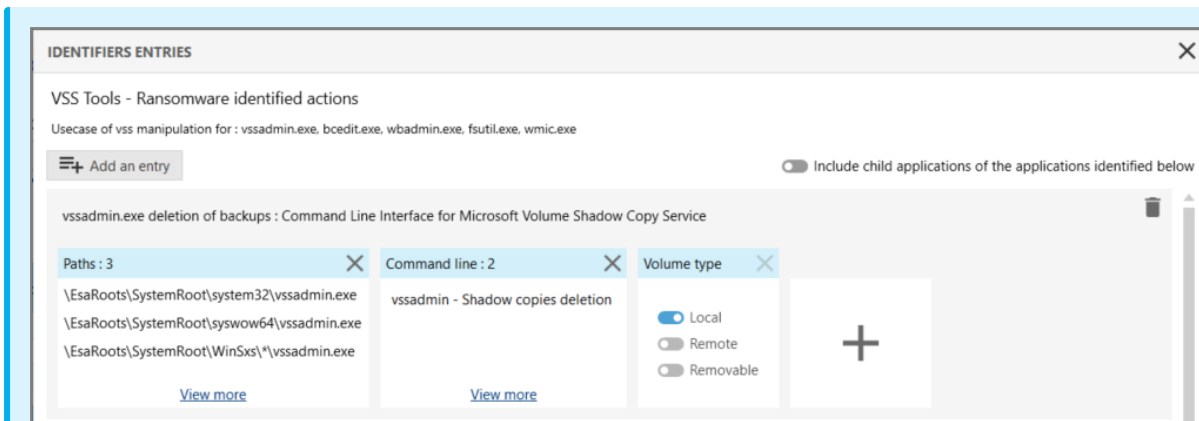 IDENTIFIERS ENTRIES
VSS Tools - Ransomware identified actions
Usecase of vss manipulation for : vssadmin.exe, bcedit.exe, wbadmin.exe, fsutil.exe, wmic.exe
Add an entry
Include child applications of the applications identified below
vssadmin.exe deletion of backups : Command Line Interface for Microsoft Volume Shadow Copy Service
Paths : 3
\EsaRoots\SystemRoot\system32\vssadmin.exe
\EsaRoots\SystemRoot\syswow64\vssadmin.exe
\EsaRoots\SystemRoot\WinSxs\*\vssadmin.exe
View more
Command line : 2
vssadmin - Shadow copies deletion
View more
Volume type
Local
Remote
Removable